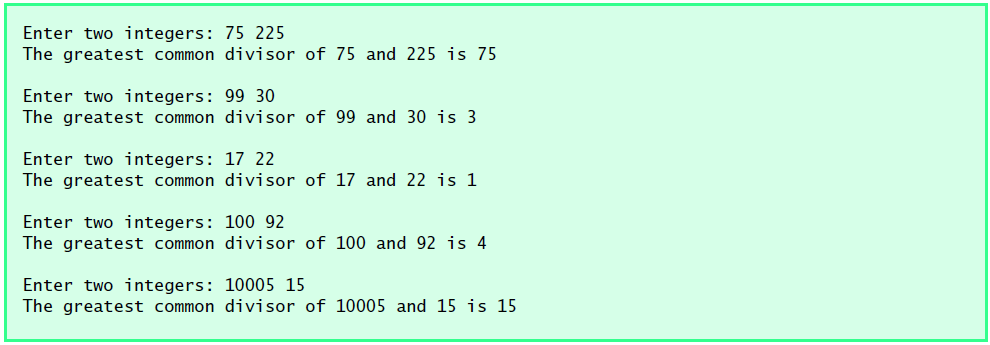 Enter two integers: 75 225
The greatest common divisor of 75 and 225 is 75
Enter two integers: 99 30
The greatest common divisor of 99 and 30 is 3
Enter two integers: 17 22
The greatest common divisor of 17 and 22 is 1
Enter two integers: 100 92
The greatest common divisor of 100 and 92 is 4
Enter two integers: 10005 15
The greatest common divisor of 10005 and 15 is 15